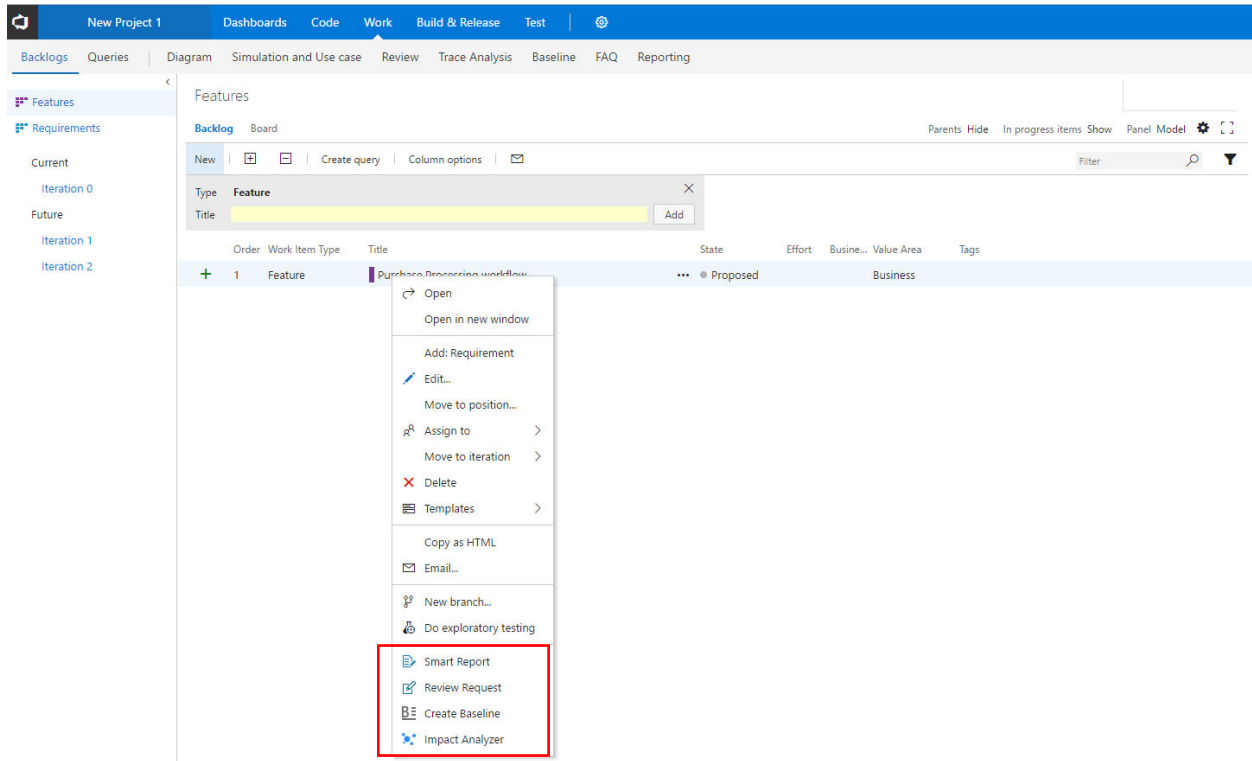 New Project 1 Dashboards Code Work Build & Release Test
Backlogs Queries Diagram Simulation and Use case Review Trace Analysis Baseline FAQ Reporting
Features
Requirements
Current
Iteration 0
Future
Iteration 1
Iteration 2
Features
Backlog Board Parents Hide In progress items Show Panel Model
New Create query Column options Filter
Type Feature
Title Add
Order Work Item Type Title State Effort Busine... Value Area Tags
1 Feature Purchase Processing workflow ... Proposed Business
Open
Open in new window
Add: Requirement
Edit...
Move to position...
Assign to
Move to iteration
Delete
Templates
Copy as HTML
Email...
New branch...
Do exploratory testing
Smart Report
Review Request
Create Baseline
Impact Analyzer